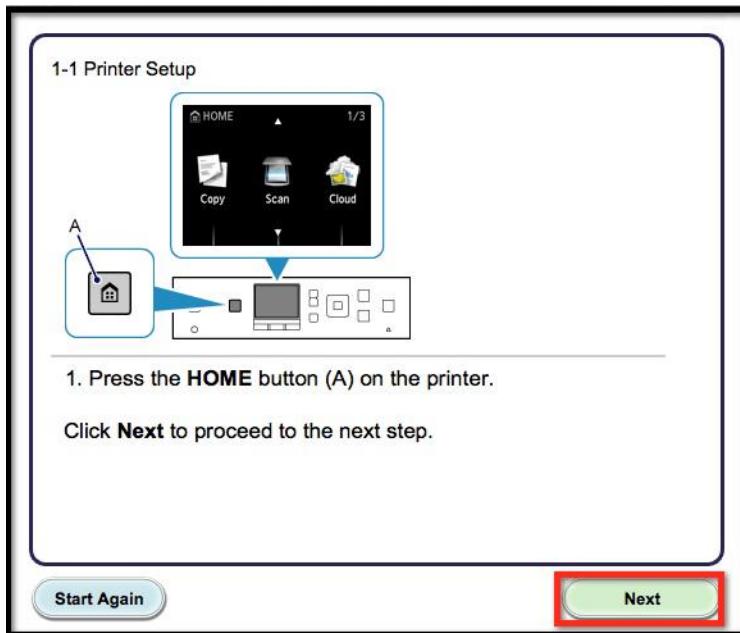 1-1 Printer Setup
HOME 1/3
Copy Scan Cloud
A
1. Press the HOME button (A) on the printer.
Click Next to proceed to the next step.
Start Again Next